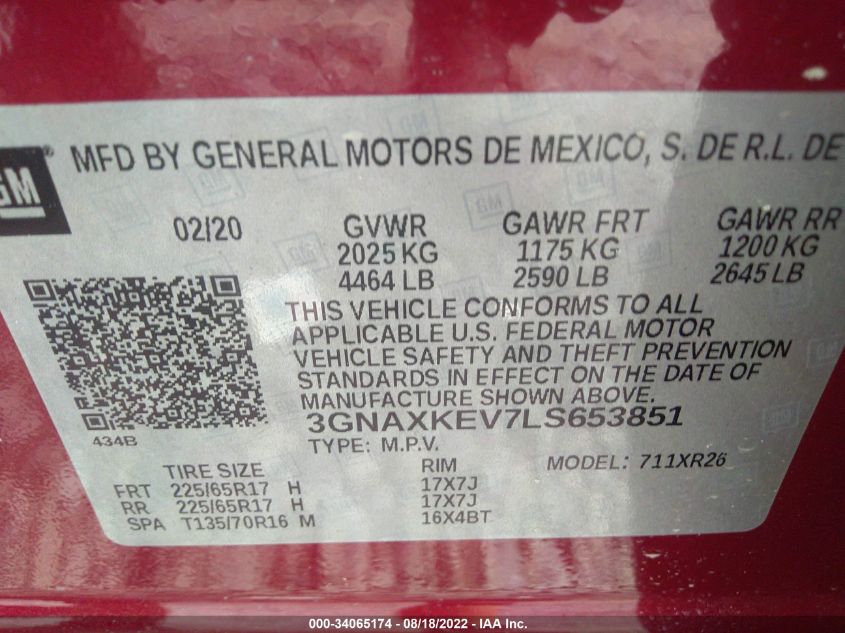 GM ®
MFD BY GENERAL MOTORS DE MEXICO, S. DE R.L. DE
02/20 GVWR GAWR FRT GAWR RR
2025 KG 1175 KG 1200 KG
4464 LB 2590 LB 2645 LB
THIS VEHICLE CONFORMS TO ALL
APPLICABLE U.S. FEDERAL MOTOR
VEHICLE SAFETY AND THEFT PREVENTION
STANDARDS IN EFFECT ON THE DATE OF
MANUFACTURE SHOWN ABOVE.
434B 3GNAXKEV7LS653851
TYPE: M.P.V. MODEL: 711XR26
TIRE SIZE RIM
FRT 225/65R17 H 17X7J
RR 225/65R17 H 17X7J
SPA T135/70R16 M 16X4BT
000-34065174 - 08/18/2022 - IAA Inc.